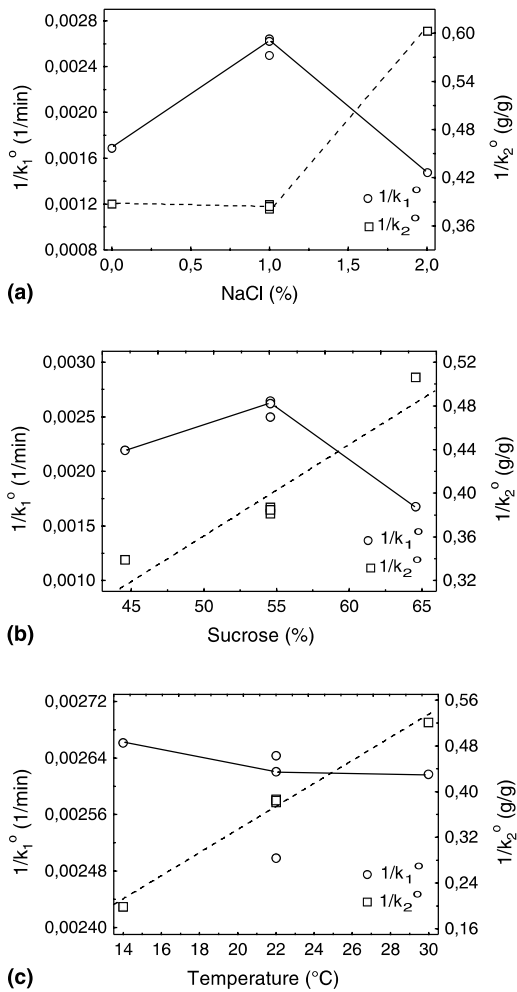 0,0028
0,0024
0,0020
0,0016
0,0012
0,0008
1/k₁° (1/min)
0,60
0,54
0,48
0,42
0,36
1/k₂° (g/g)
1/k₁°
1/k₂°
0,0 0,5 1,0 1,5 2,0
(a) NaCl (%)
0,0030
0,0025
0,0020
0,0015
0,0010
1/k₁° (1/min)
0,52
0,48
0,44
0,40
0,36
0,32
1/k₂° (g/g)
1/k₁°
1/k₂°
45 50 55 60 65
(b) Sucrose (%)
0,00272
0,00264
0,00256
0,00248
0,00240
1/k₁° (1/min)
0,56
0,48
0,40
0,32
0,24
0,16
1/k₂° (g/g)
1/k₁°
1/k₂°
14 16 18 20 22 24 26 28 30
(c) Temperature (°C)